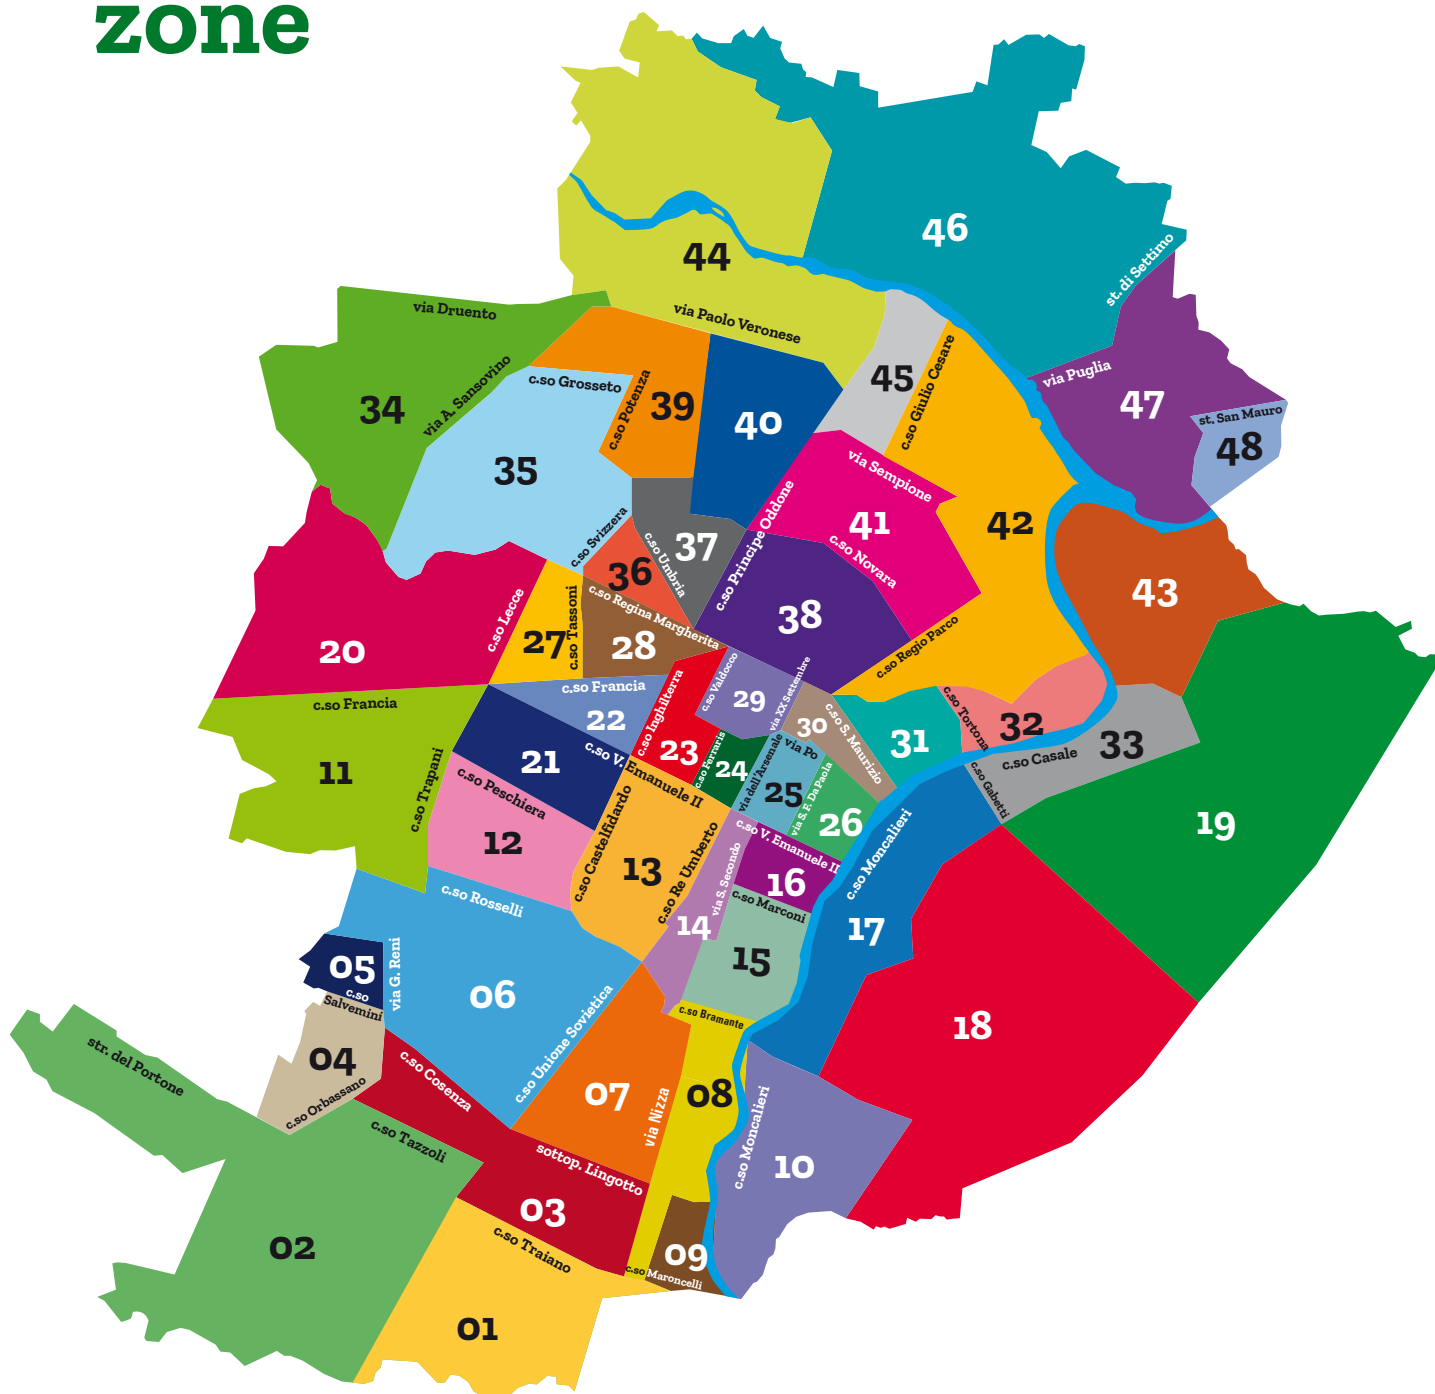 zone
46
44
st. di Settimo
via Druento
via Paolo Veronese
34
via A. Sansovino
c.so Grosseto
c.so Potenza
39
40
45
c.so Giulio Cesare
via Puglia
47
st. San Mauro
48
35
via Sempione
c.so Principe Oddone
41
42
c.so Svizzera
36
c.so Umbria
37
c.so Novara
43
c.so Regina Margherita
38
20
c.so Lecce
27
c.so Tassoni
28
c.so Regio Parco
c.so Francia
c.so Francia
22
c.so Inghilterra
23
c.so Valdocco
29
via XX Settembre
30
c.so S. Maurizio
31
c.so Tortona
32
c.so Casale
33
c.so Gabetti
19
11
c.so Trapani
21
c.so V. Emanuele II
c.so Ferraris
24
via dell'Arsenale
via Po
25
via S. F. Da Paola
26
c.so Peschiera
12
c.so Castelfidardo
13
c.so Re Umberto
via S. Secondo
14
c.so V. Emanuele II
16
c.so Marconi
15
c.so Moncalieri
17
c.so Rosselli
05
c.so
Salvemini
via G. Reni
06
c.so Unione Sovietica
c.so Bramante
18
str. del Portone
04
c.so Orbassano
c.so Cosenza
07
via Nizza
08
c.so Moncalieri
10
c.so Tazzoli
sottop. Lingotto
03
02
c.so Traiano
09
c.so Maroncelli
01